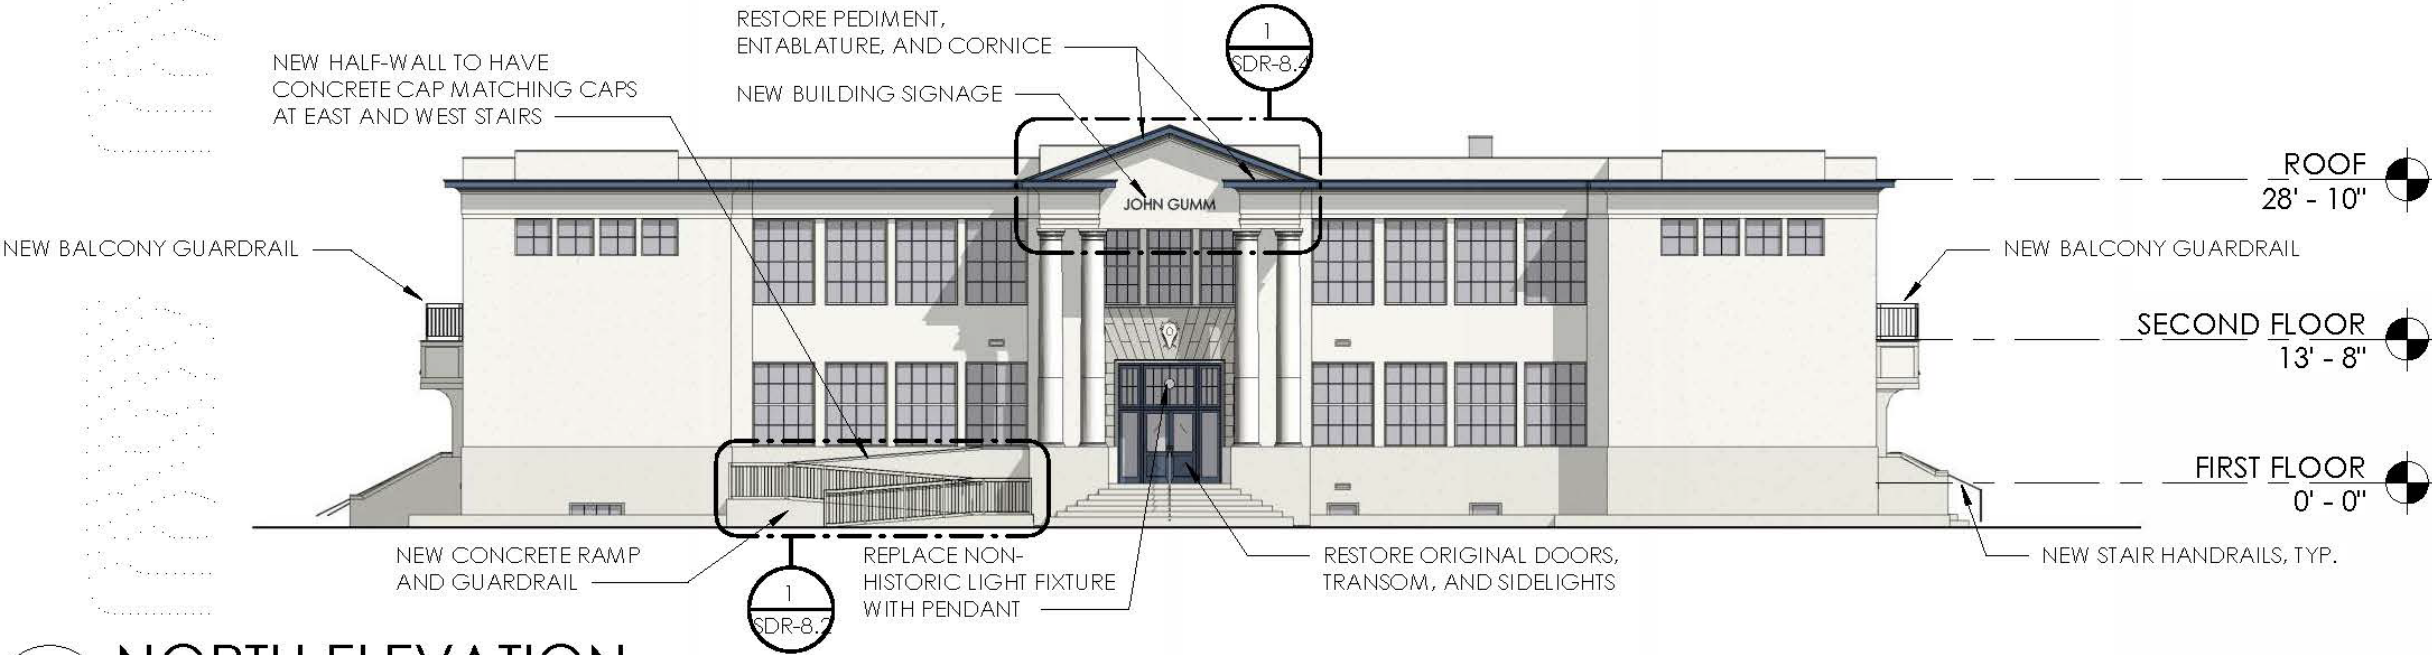 RESTORE PEDIMENT,
ENTABLATURE, AND CORNICE
1
SDR-8.4
NEW HALF-WALL TO HAVE
CONCRETE CAP MATCHING CAPS
AT EAST AND WEST STAIRS
NEW BUILDING SIGNAGE
JOHN GUMM
ROOF
28' - 10"
NEW BALCONY GUARDRAIL
NEW BALCONY GUARDRAIL
SECOND FLOOR
13' - 8"
FIRST FLOOR
0' - 0"
NEW CONCRETE RAMP
AND GUARDRAIL
1
SDR-8.2
REPLACE NON-
HISTORIC LIGHT FIXTURE
WITH PENDANT
RESTORE ORIGINAL DOORS,
TRANSOM, AND SIDELIGHTS
NEW STAIR HANDRAILS, TYP.
NORTH ELEVATION